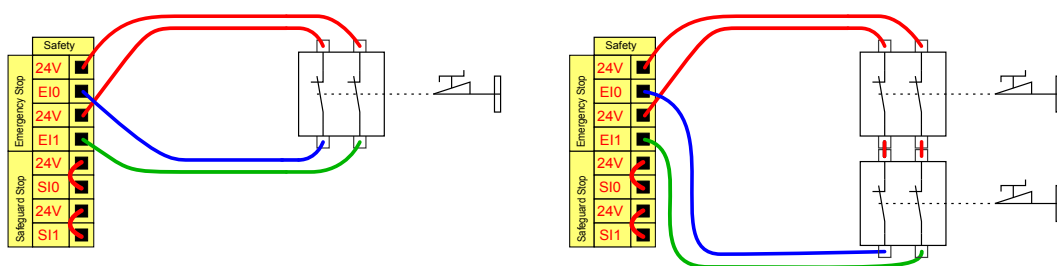 Safety
Emergency Stop
24V
EI0
24V
EI1
Safeguard Stop
24V
SI0
24V
SI1
Safety
Emergency Stop
24V
EI0
24V
EI1
Safeguard Stop
24V
SI0
24V
SI1